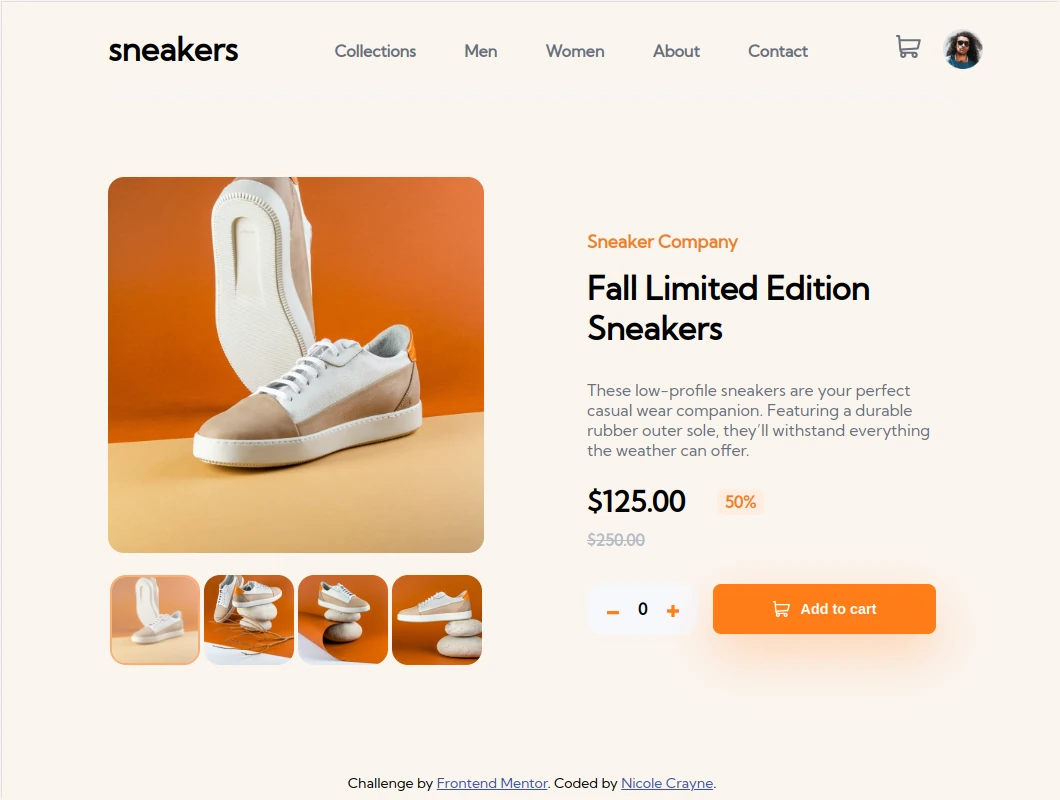 sneakers
Collections Men Women About Contact
Sneaker Company
Fall Limited Edition
Sneakers
These low-profile sneakers are your perfect
casual wear companion. Featuring a durable
rubber outer sole, they’ll withstand everything
the weather can offer.
$125.00 50%
$250.00
0
Add to cart
Challenge by Frontend Mentor. Coded by Nicole Crayne.